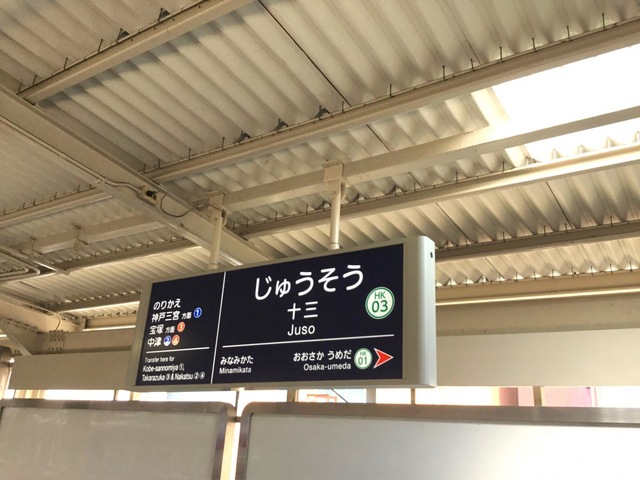 のりかえ
神戸三宮 方面 1
宝塚 方面 3
中津 2 4
Transfer here for
Kobe-sannomiya ①,
Takarazuka ③ & Nakatsu ② ④
じゅうそう
十三
Juso
HK
03
みなみかた
Minamikata
おおさか うめだ
Osaka-umeda
HK
01